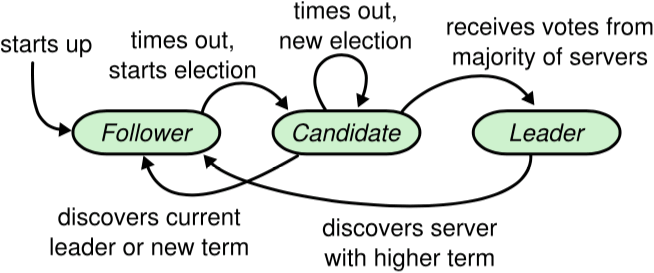 starts up
times out,
starts election
times out,
new election
receives votes from
majority of servers
Follower
Candidate
Leader
discovers current
leader or new term
discovers server
with higher term